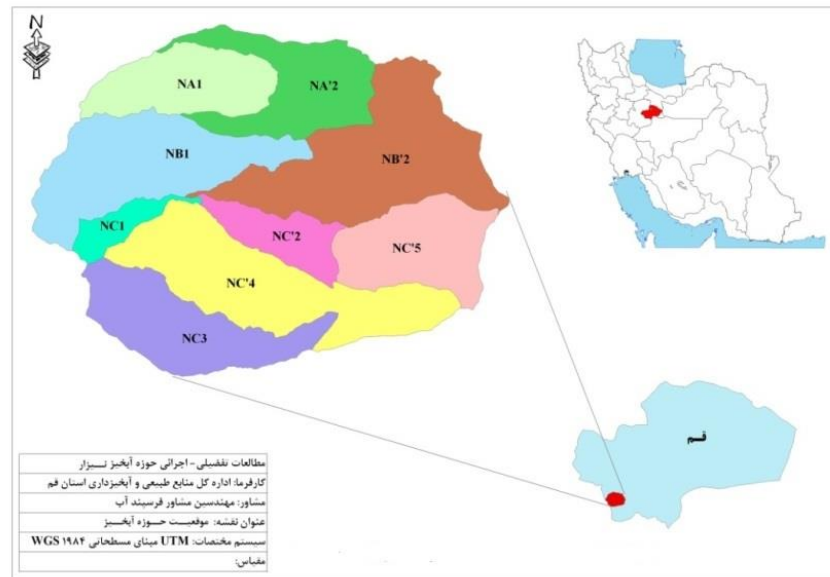 N
NA1
NA'2
NB1
NB'2
NC1
NC'2
NC'5
NC'4
NC3
قم
مطالعات تفضیلی - اجرائی حوزه آبخیز نیزار
کارفرما: اداره کل منابع طبیعی و آبخیزداری استان قم
مشاور: مهندسین مشاور فرسپند آب
عنوان نقشه: موقعیت حوزه آبخیز
سیستم مختصات: UTM مبنای مسطحاتی WGS ۱۹۸۴
مقیاس: